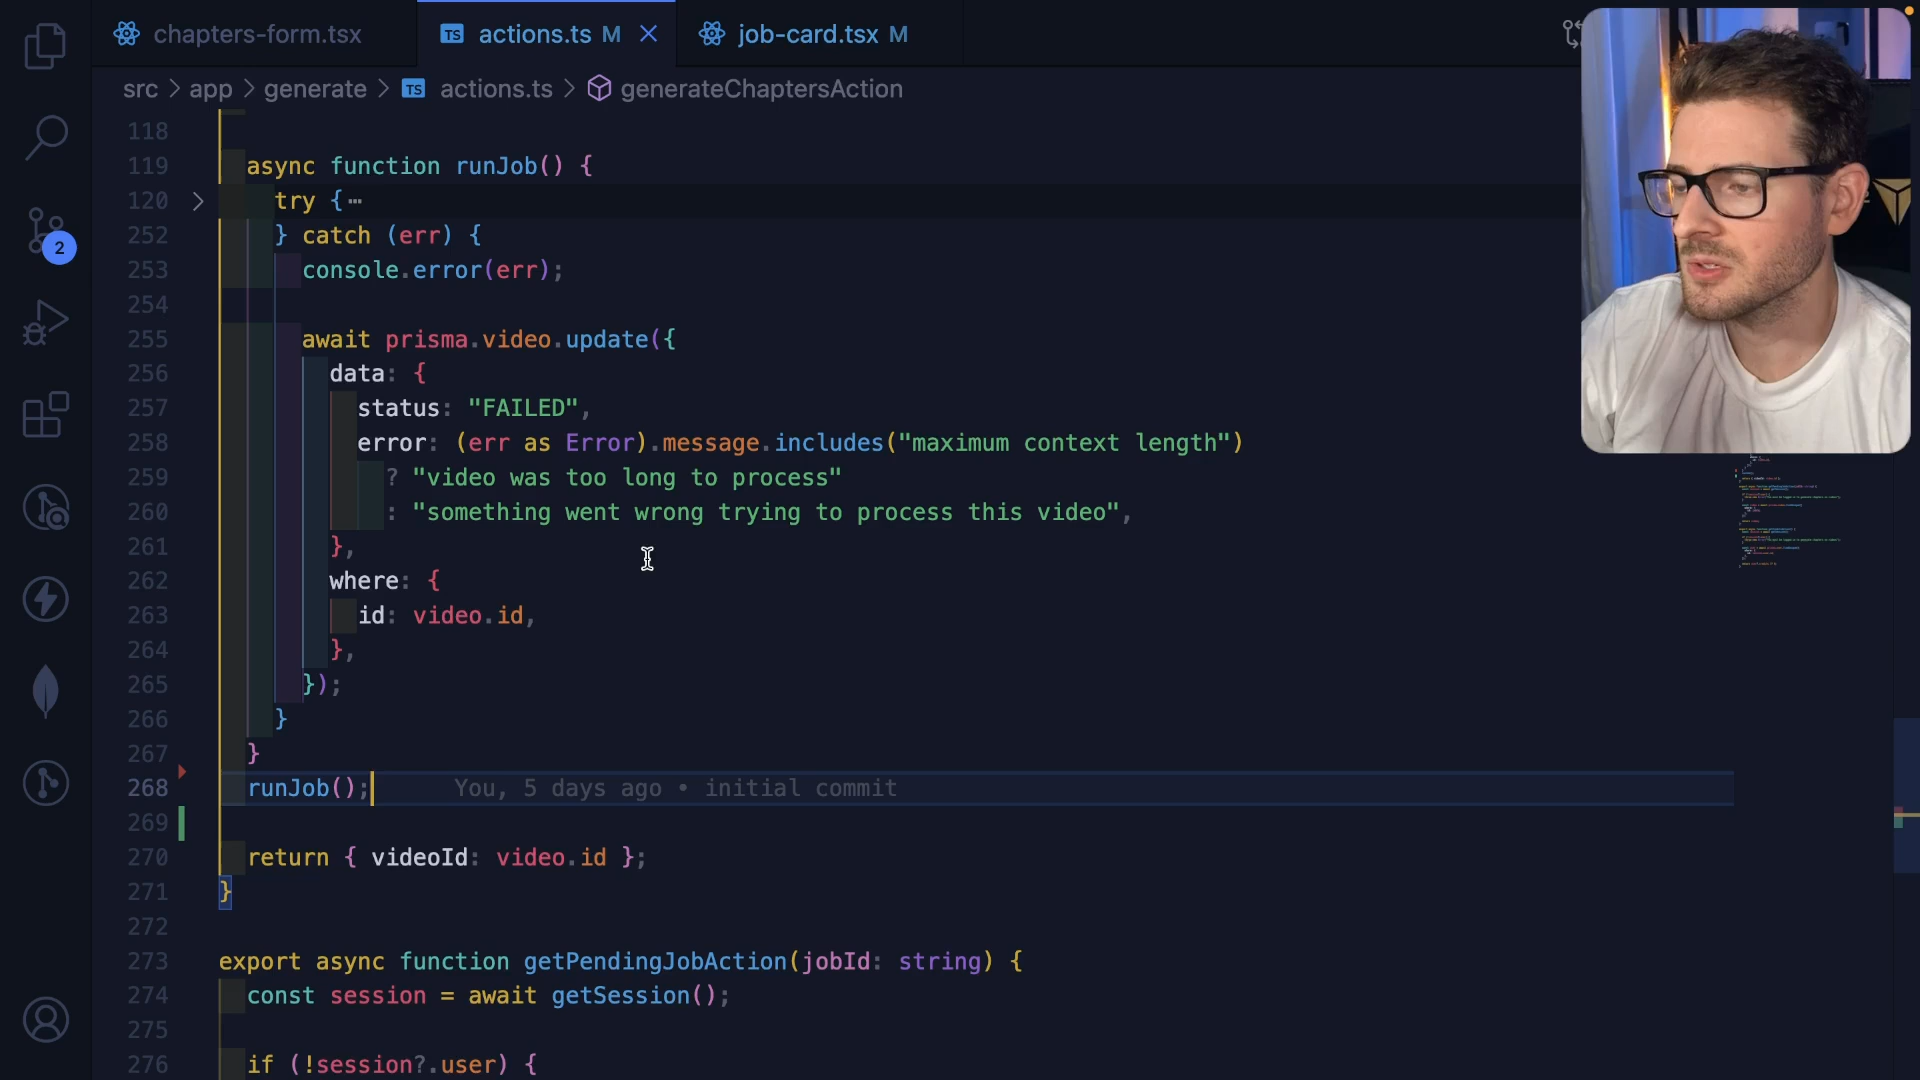 chapters-form.tsx
TS actions.ts M
job-card.tsx M
src > app > generate > TS actions.ts > generateChaptersAction
118
119 async function runJob() {
120 try {…
252 } catch (err) {
253 console.error(err);
254
255 await prisma.video.update({
256 data: {
257 status: "FAILED",
258 error: (err as Error).message.includes("maximum context length")
259 ? "video was too long to process"
260 : "something went wrong trying to process this video",
261 },
262 where: {
263 id: video.id,
264 },
265 });
266 }
267 }
268 runJob(); You, 5 days ago • initial commit
269
270 return { videoId: video.id };
271 }
272
273 export async function getPendingJobAction(jobId: string) {
274 const session = await getSession();
275
276 if (!session?.user) {
2